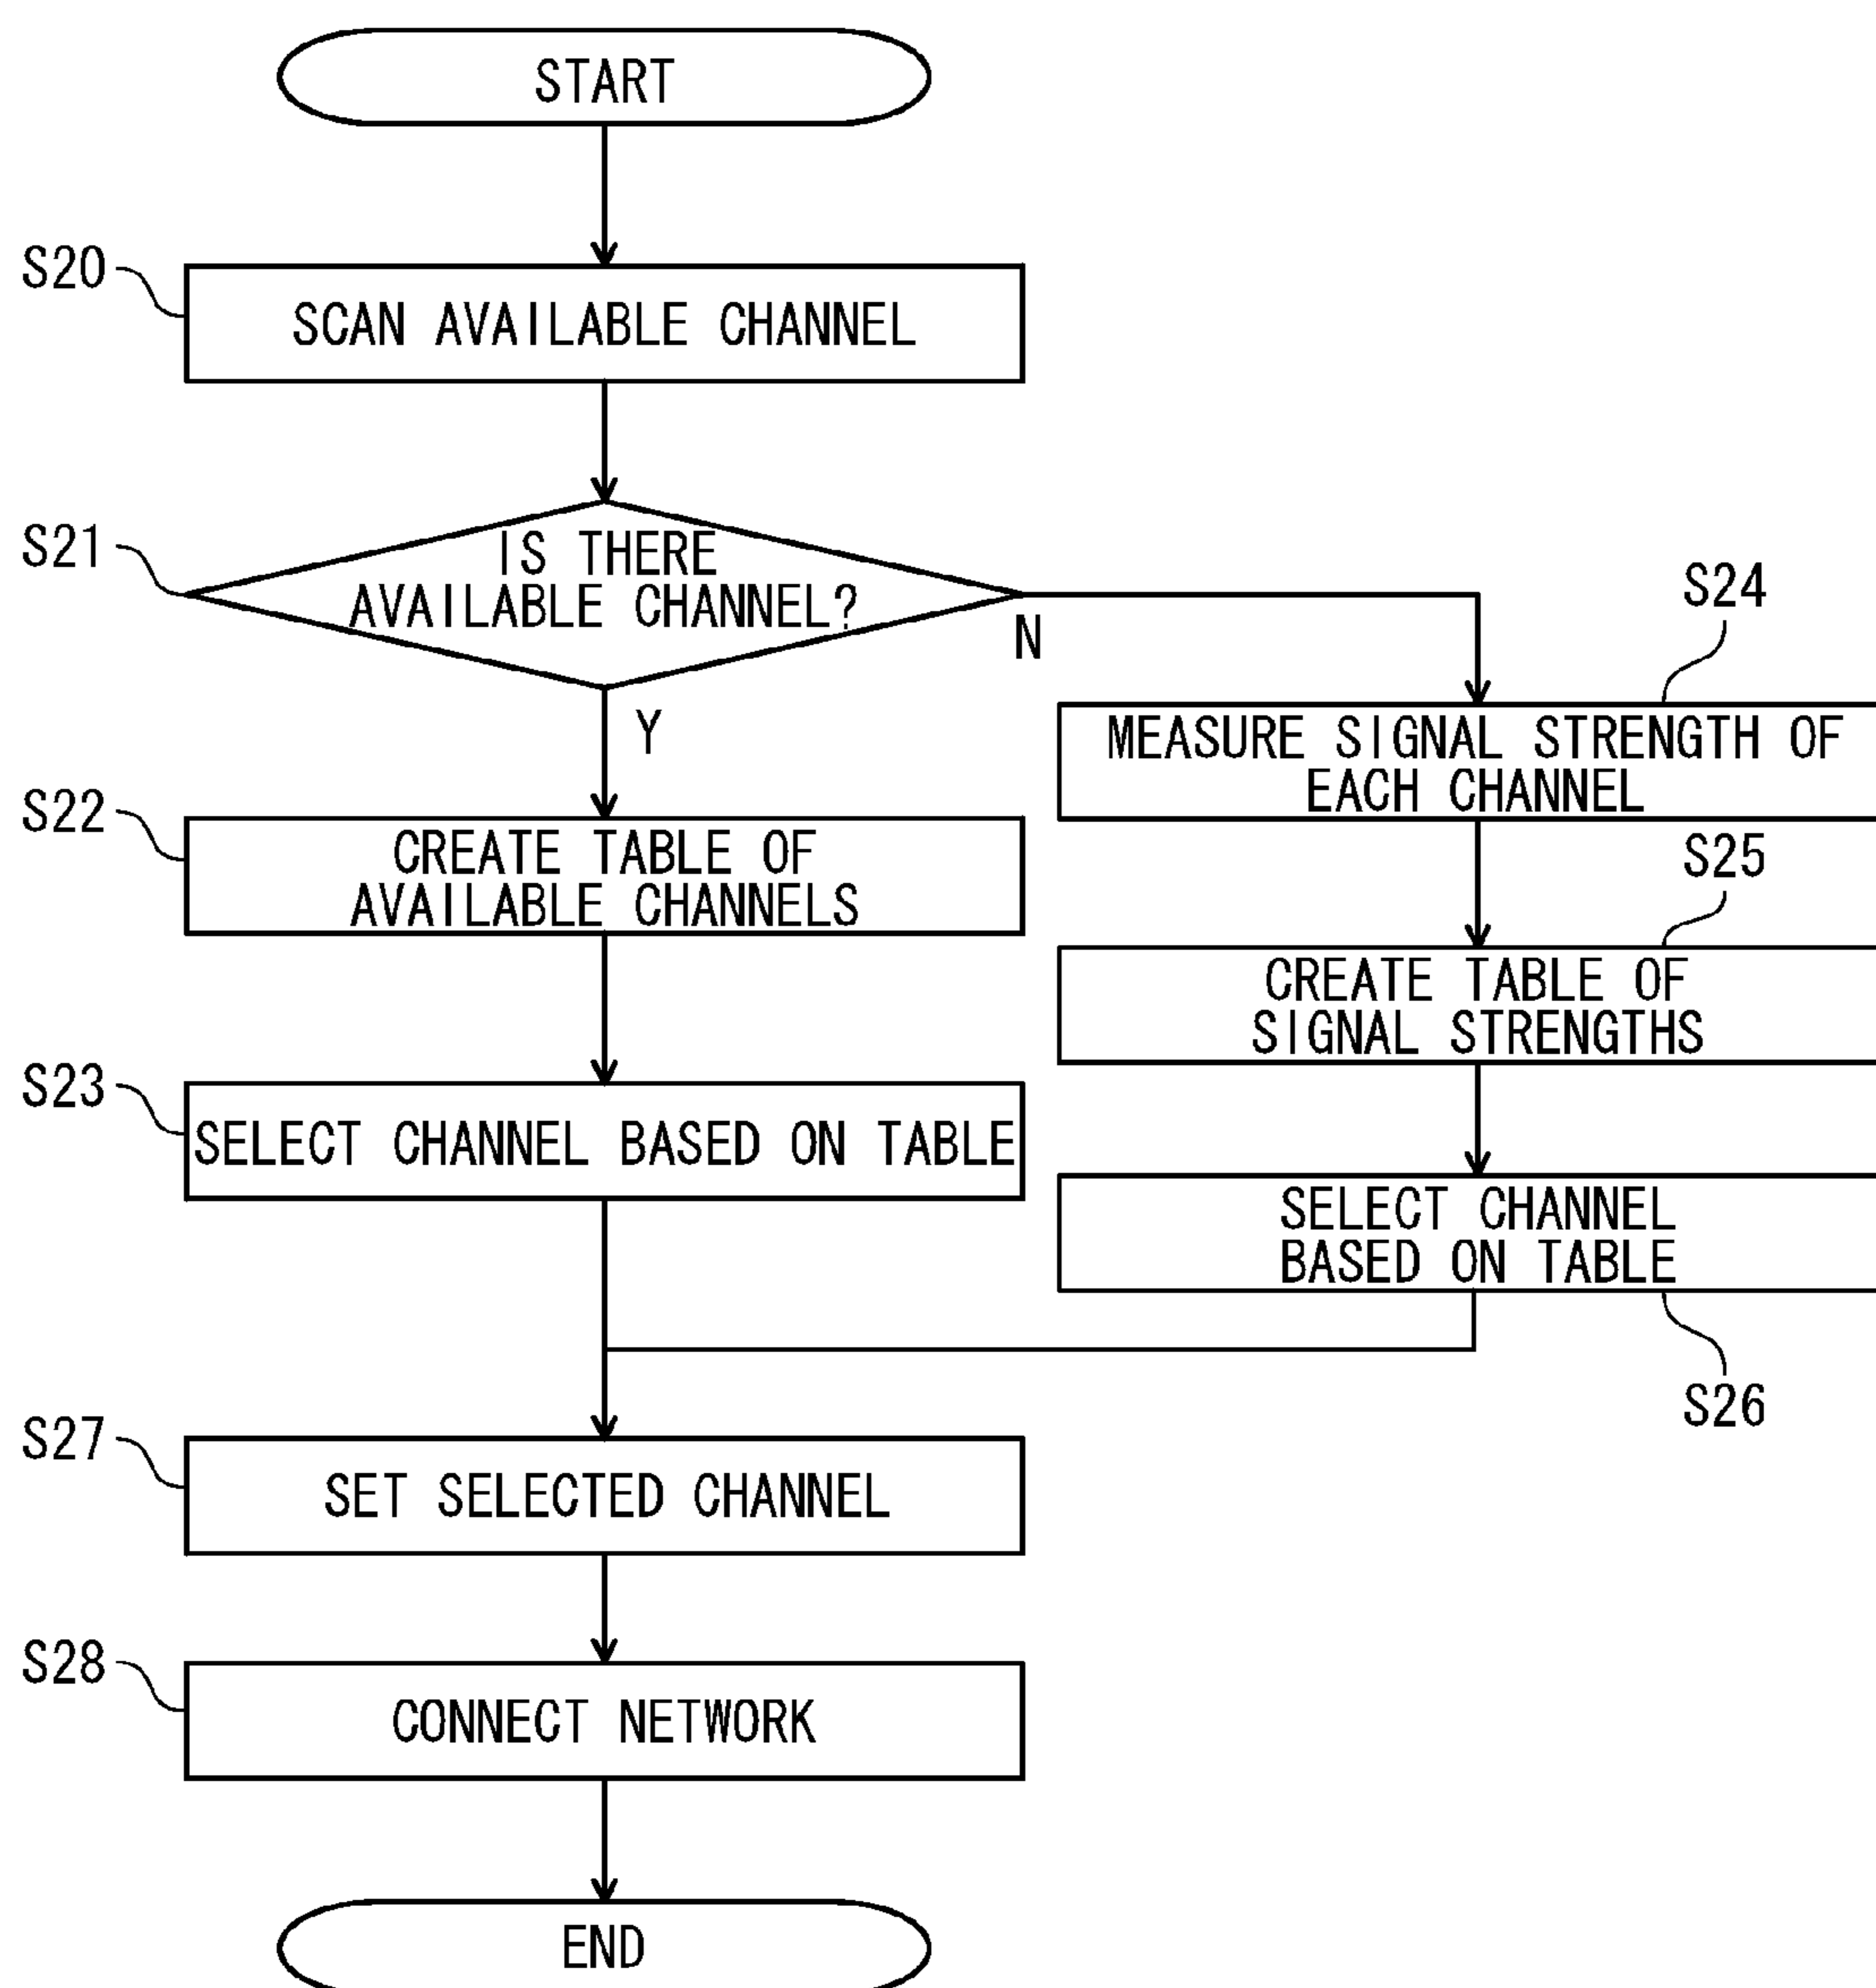 START
S20
SCAN AVAILABLE CHANNEL
S21
IS THERE
AVAILABLE CHANNEL?
N
Y
S24
MEASURE SIGNAL STRENGTH OF
EACH CHANNEL
S22
CREATE TABLE OF
AVAILABLE CHANNELS
S25
CREATE TABLE OF
SIGNAL STRENGTHS
S23
SELECT CHANNEL BASED ON TABLE
SELECT CHANNEL
BASED ON TABLE
S26
S27
SET SELECTED CHANNEL
S28
CONNECT NETWORK
END